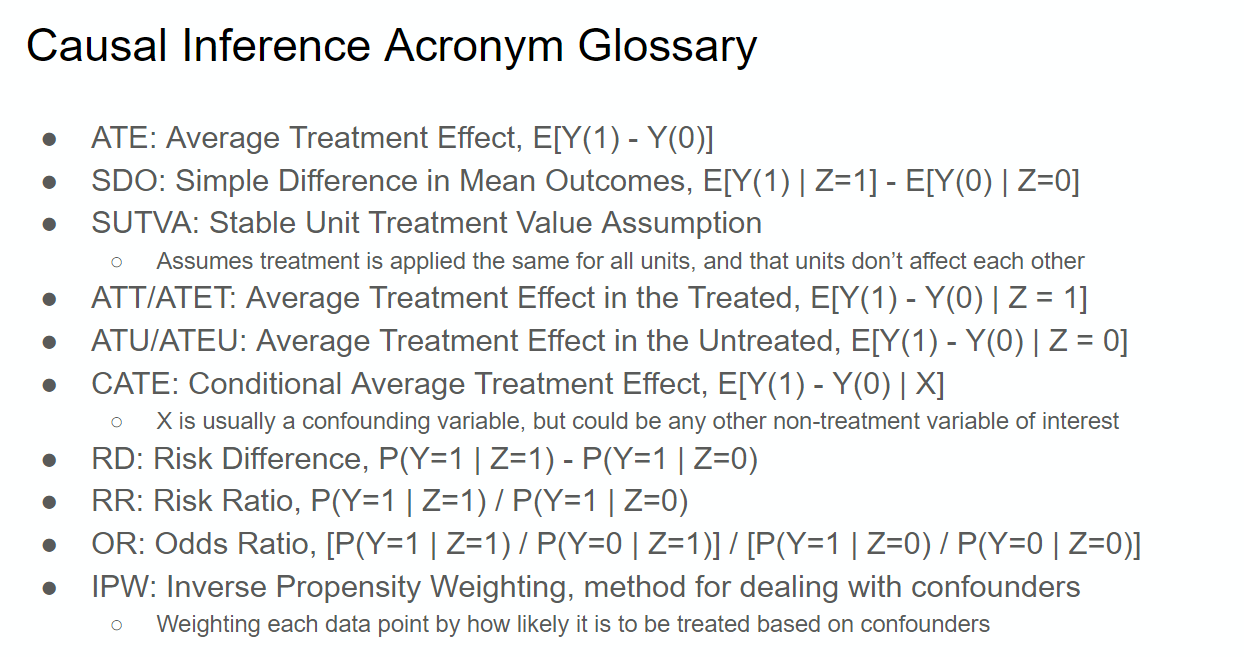 Causal Inference Acronym Glossary
● ATE: Average Treatment Effect, E[Y(1) - Y(0)]
● SDO: Simple Difference in Mean Outcomes, E[Y(1) | Z=1] - E[Y(0) | Z=0]
● SUTVA: Stable Unit Treatment Value Assumption
○ Assumes treatment is applied the same for all units, and that units don’t affect each other
● ATT/ATET: Average Treatment Effect in the Treated, E[Y(1) - Y(0) | Z = 1]
● ATU/ATEU: Average Treatment Effect in the Untreated, E[Y(1) - Y(0) | Z = 0]
● CATE: Conditional Average Treatment Effect, E[Y(1) - Y(0) | X]
○ X is usually a confounding variable, but could be any other non-treatment variable of interest
● RD: Risk Difference, P(Y=1 | Z=1) - P(Y=1 | Z=0)
● RR: Risk Ratio, P(Y=1 | Z=1) / P(Y=1 | Z=0)
● OR: Odds Ratio, [P(Y=1 | Z=1) / P(Y=0 | Z=1)] / [P(Y=1 | Z=0) / P(Y=0 | Z=0)]
● IPW: Inverse Propensity Weighting, method for dealing with confounders
○ Weighting each data point by how likely it is to be treated based on confounders